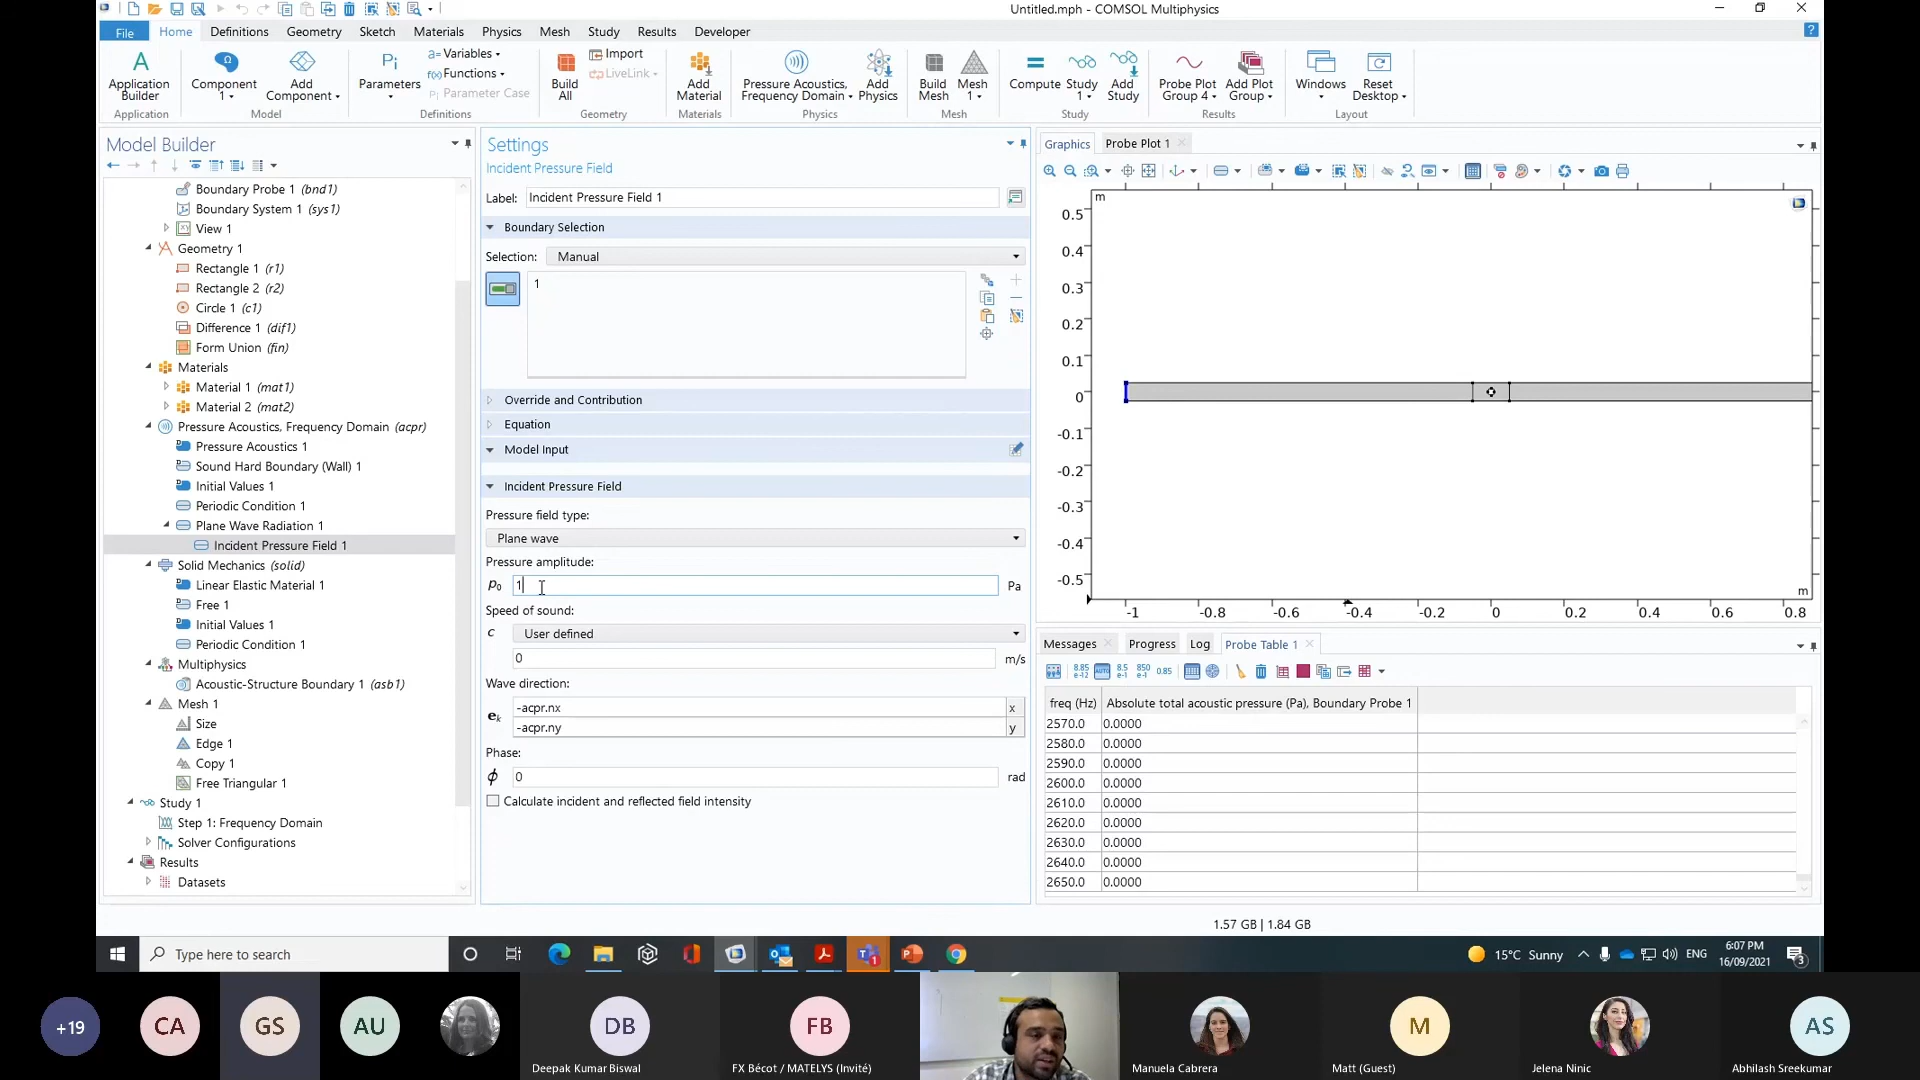 Untitled.mph - COMSOL Multiphysics
File Home Definitions Geometry Sketch Materials Physics Mesh Study Results Developer
Application Builder
Component 1
Add Component
Parameters
a= Variables
f(x) Functions
Pi Parameter Case
Build All
Import
LiveLink
Add Material
Pressure Acoustics, Frequency Domain
Add Physics
Build Mesh
Mesh 1
Compute
Study 1
Add Study
Probe Plot Group 4
Add Plot Group
Windows
Reset Desktop
Application Model Definitions Geometry Materials Physics Mesh Study Results Layout
Model Builder
Boundary Probe 1 (bnd1)
Boundary System 1 (sys1)
View 1
Geometry 1
Rectangle 1 (r1)
Rectangle 2 (r2)
Circle 1 (c1)
Difference 1 (dif1)
Form Union (fin)
Materials
Material 1 (mat1)
Material 2 (mat2)
Pressure Acoustics, Frequency Domain (acpr)
Pressure Acoustics 1
Sound Hard Boundary (Wall) 1
Initial Values 1
Periodic Condition 1
Plane Wave Radiation 1
Incident Pressure Field 1
Solid Mechanics (solid)
Linear Elastic Material 1
Free 1
Initial Values 1
Periodic Condition 1
Multiphysics
Acoustic-Structure Boundary 1 (asb1)
Mesh 1
Size
Edge 1
Copy 1
Free Triangular 1
Study 1
Step 1: Frequency Domain
Solver Configurations
Results
Datasets
Settings
Incident Pressure Field
Label: Incident Pressure Field 1
Boundary Selection
Selection: Manual
1
Override and Contribution
Equation
Model Input
Incident Pressure Field
Pressure field type:
Plane wave
Pressure amplitude:
p0 1 Pa
Speed of sound:
c User defined
0 m/s
Wave direction:
ek -acpr.nx x
-acpr.ny y
Phase:
ϕ 0 rad
Calculate incident and reflected field intensity
Graphics Probe Plot 1
m
0.5
0.4
0.3
0.2
0.1
0
-0.1
-0.2
-0.3
-0.4
-0.5
m
-1 -0.8 -0.6 -0.4 -0.2 0 0.2 0.4 0.6 0.8
Messages Progress Log Probe Table 1
8.85 e-12 AUTO 8.5 e-1 850 e-1 0.85
freq (Hz) Absolute total acoustic pressure (Pa), Boundary Probe 1
2570.0 0.0000
2580.0 0.0000
2590.0 0.0000
2600.0 0.0000
2610.0 0.0000
2620.0 0.0000
2630.0 0.0000
2640.0 0.0000
2650.0 0.0000
1.57 GB | 1.84 GB
Type here to search
15°C Sunny
ENG
6:07 PM
16/09/2021
3
+19
CA
GS
AU
DB
Deepak Kumar Biswal
FB
FX Bécot / MATELYS (Invité)
Manuela Cabrera
M
Matt (Guest)
Jelena Ninic
AS
Abhilash Sreekumar